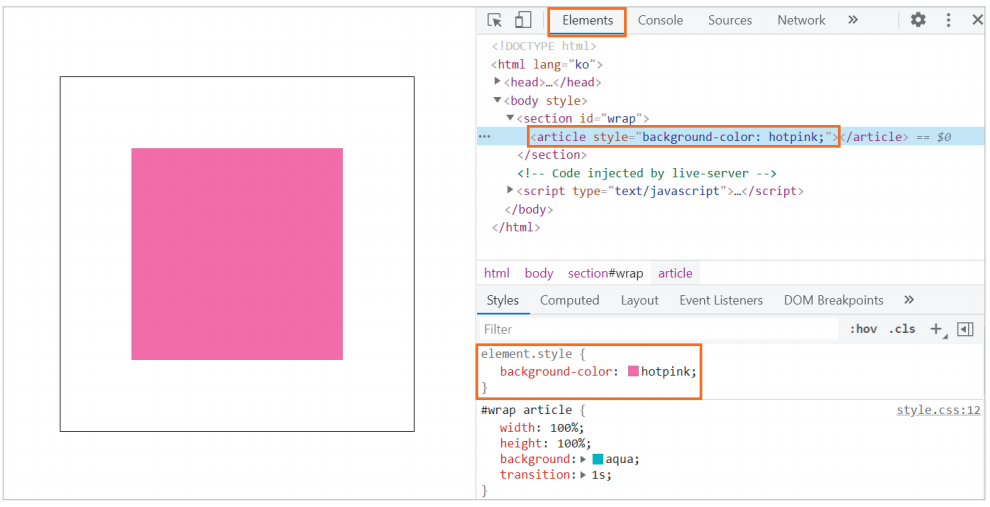 Elements Console Sources Network »
<!DOCTYPE html>
<html lang="ko">
<head>…</head>
<body style>
<section id="wrap">
<article style="background-color: hotpink;"></article> == $0
</section>
<!-- Code injected by live-server -->
<script type="text/javascript">…</script>
</body>
</html>
html body section#wrap article
Styles Computed Layout Event Listeners DOM Breakpoints »
Filter :hov .cls +
element.style {
background-color: hotpink;
}
#wrap article { style.css:12
width: 100%;
height: 100%;
background: aqua;
transition: 1s;
}